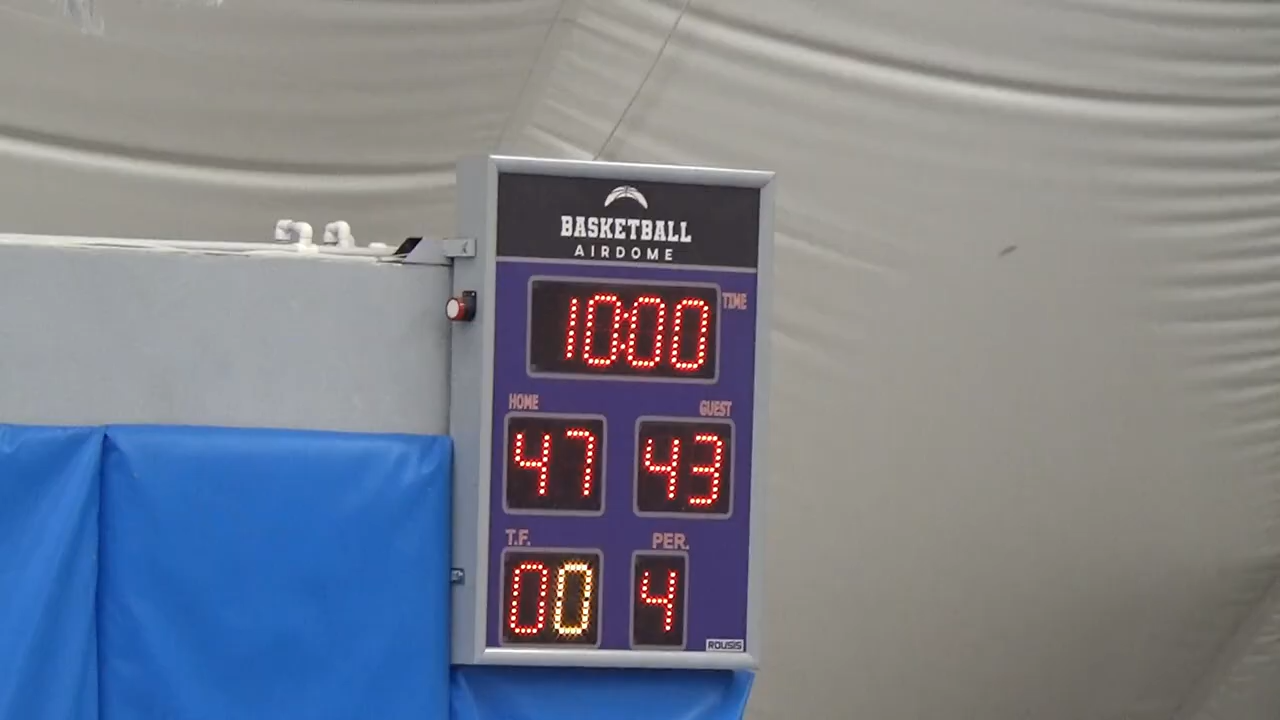 BASKETBALL
AIRDOME
10:00 TIME
HOME GUEST
47 43
T.F. PER.
00 4
ROUSIS